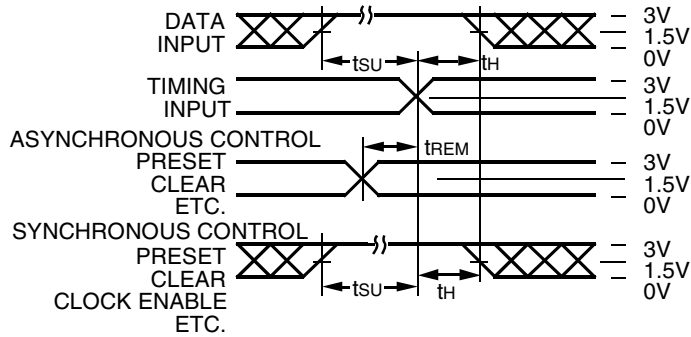 DATA
INPUT
tSU
tH
3V
1.5V
0V
TIMING
INPUT
3V
1.5V
0V
ASYNCHRONOUS CONTROL
PRESET
CLEAR
ETC.
tREM
3V
1.5V
0V
SYNCHRONOUS CONTROL
PRESET
CLEAR
CLOCK ENABLE
ETC.
tSU
tH
3V
1.5V
0V